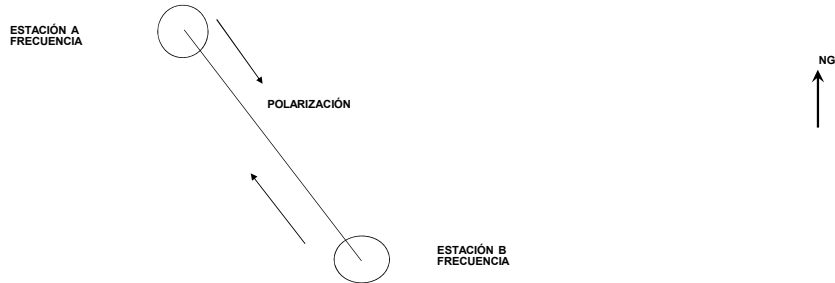 ESTACIÓN A
FRECUENCIA
NG
POLARIZACIÓN
ESTACIÓN B
FRECUENCIA